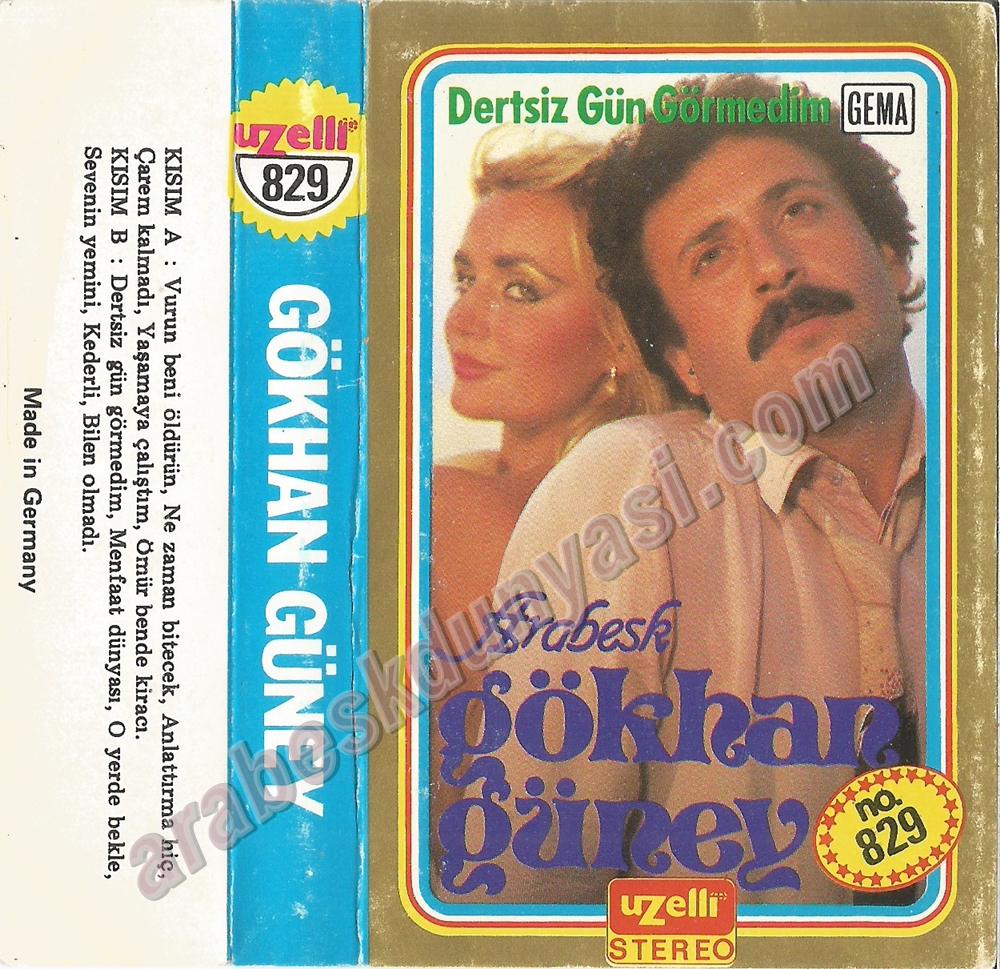 KISIM A : Vurun beni öldürün, Ne zaman bitecek, Anlattırma hiç,
Çarem kalmadı, Yaşamaya çalıştım, Ömür bende kiracı.
KISIM B : Dertsiz gün görmedim, Menfaat dünyası, O yerde bekle,
Sevenin yemini, Kederli, Bilen olmadı.
Made in Germany
uzelli
829
GÖKHAN GÜNEY
Dertsiz Gün Görmedim
GEMA
Arabesk
gökhan
güney
no.
829
uzelli
STEREO
arabeskdunyasi.com